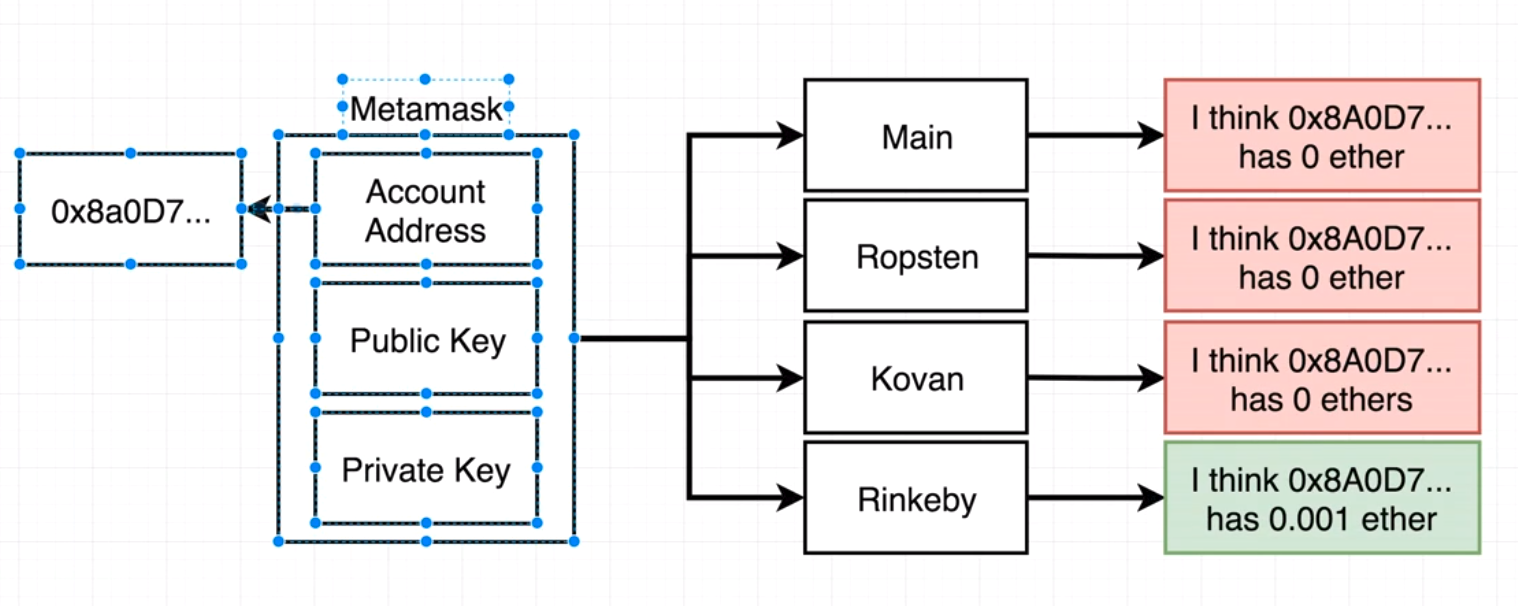 Metamask
0x8a0D7...
Account
Address
Public Key
Private Key
Main
Ropsten
Kovan
Rinkeby
I think 0x8A0D7...
has 0 ether
I think 0x8A0D7...
has 0 ether
I think 0x8A0D7...
has 0 ethers
I think 0x8A0D7...
has 0.001 ether